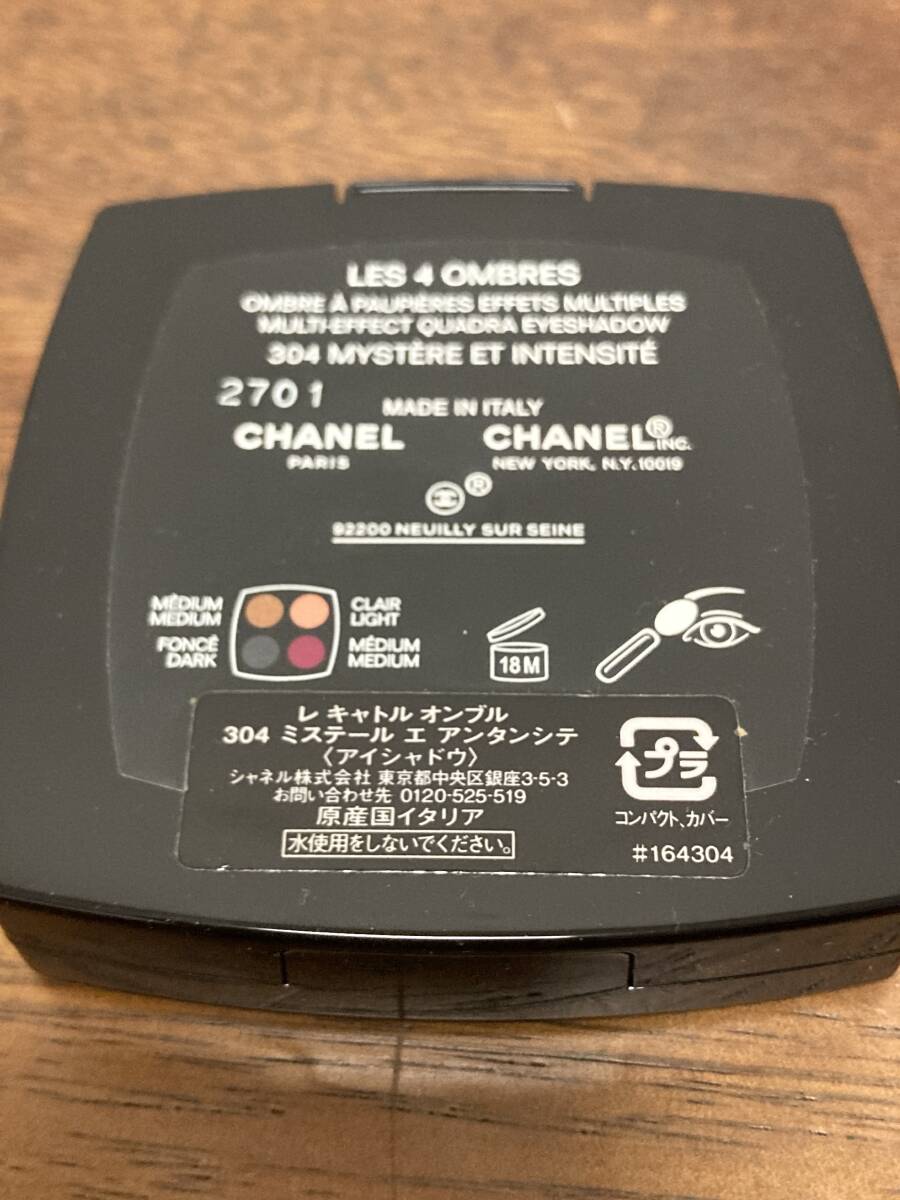 LES 4 OMBRES
OMBRE À PAUPIÈRES EFFETS MULTIPLES
MULTI-EFFECT QUADRA EYESHADOW
304 MYSTÈRE ET INTENSITÉ
2701
MADE IN ITALY
CHANEL
PARIS
CHANEL® INC.
NEW YORK, N.Y. 10019
®
92200 NEUILLY SUR SEINE
MÉDIUM
MEDIUM
CLAIR
LIGHT
FONCÉ
DARK
MÉDIUM
MEDIUM
18M
レ キャトル オンブル
304 ミステール エ アンタンシテ
〈アイシャドウ〉
シャネル株式会社 東京都中央区銀座3-5-3
お問い合わせ先 0120-525-519
原産国イタリア
水使用をしないでください。
プラ
コンパクト、カバー
#164304